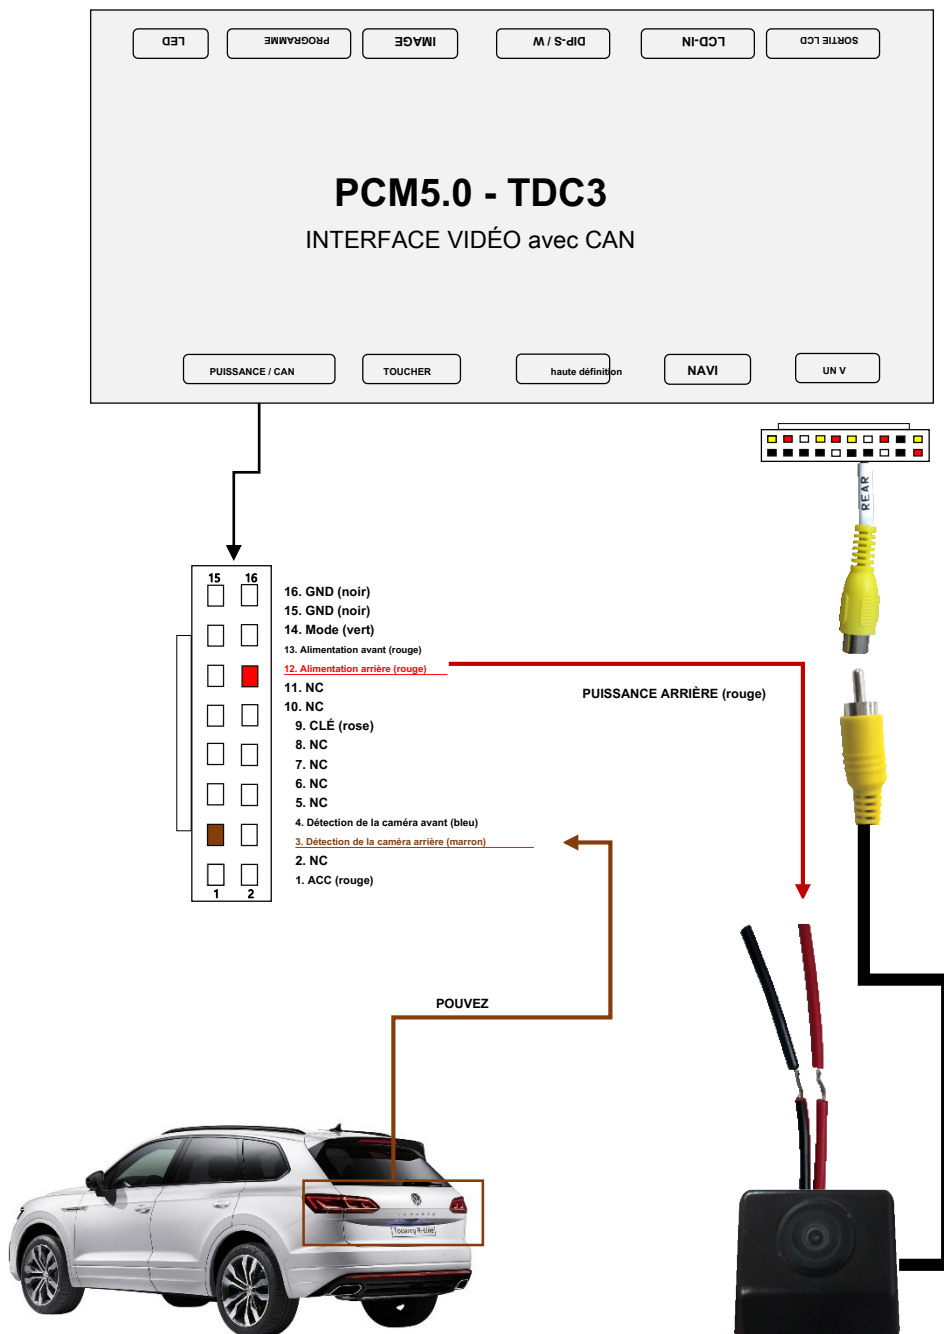 LED
PROGRAMME
IMAGE
DIP-S / W
LCD-IN
SORTIE LCD
PCM5.0 - TDC3
INTERFACE VIDÉO avec CAN
PUISSANCE / CAN
TOUCHER
haute définition
NAVI
UN V
REAR
15 16
16. GND (noir)
15. GND (noir)
14. Mode (vert)
13. Alimentation avant (rouge)
12. Alimentation arrière (rouge)
11. NC
10. NC
9. CLÉ (rose)
8. NC
7. NC
6. NC
5. NC
4. Détection de la caméra avant (bleu)
3. Détection de la caméra arrière (marron)
2. NC
1. ACC (rouge)
1 2
PUISSANCE ARRIÈRE (rouge)
POUVEZ